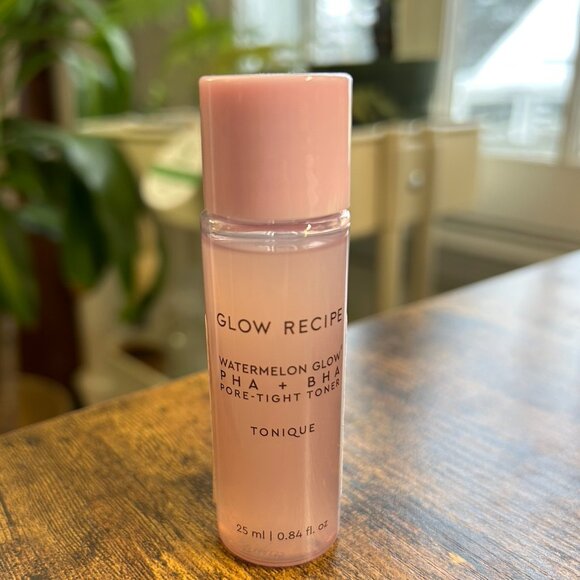 GLOW RECIPE
WATERMELON GLOW
PHA + BHA
PORE-TIGHT TONER
TONIQUE
25 ml | 0.84 fl. oz